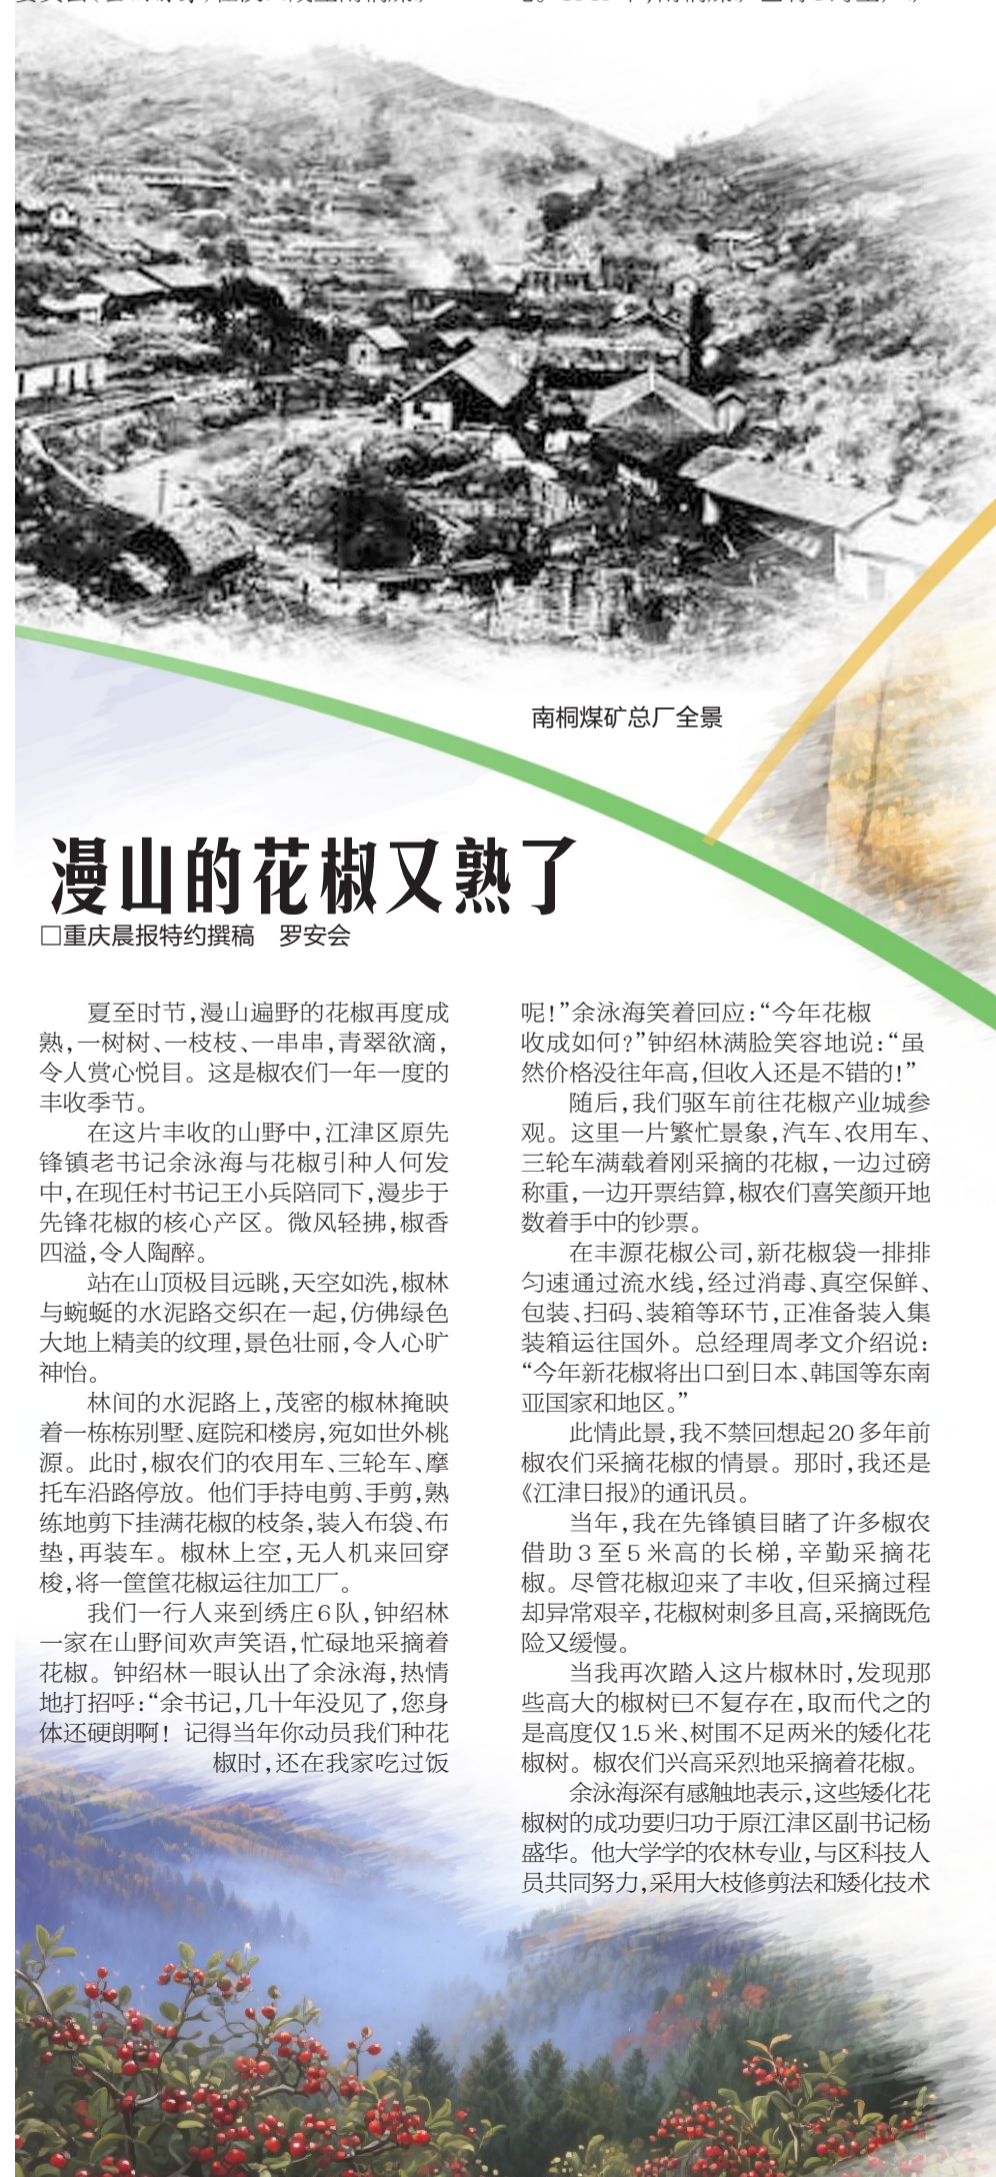 南桐煤矿总厂全景
漫山的花椒又熟了
□重庆晨报特约撰稿 罗安会
夏至时节,漫山遍野的花椒再度成
熟,一树树、一枝枝、一串串,青翠欲滴,
令人赏心悦目。这是椒农们一年一度的
丰收季节。
在这片丰收的山野中,江津区原先
锋镇老书记余泳海与花椒引种人何发
中,在现任村书记王小兵陪同下,漫步于
先锋花椒的核心产区。微风轻拂,椒香
四溢,令人陶醉。
站在山顶极目远眺,天空如洗,椒林
与蜿蜒的水泥路交织在一起,仿佛绿色
大地上精美的纹理,景色壮丽,令人心旷
神怡。
林间的水泥路上,茂密的椒林掩映
着一栋栋别墅、庭院和楼房,宛如世外桃
源。此时,椒农们的农用车、三轮车、摩
托车沿路停放。他们手持电剪、手剪,熟
练地剪下挂满花椒的枝条,装入布袋、布
垫,再装车。椒林上空,无人机来回穿
梭,将一筐筐花椒运往加工厂。
我们一行人来到绣庄6队,钟绍林
一家在山野间欢声笑语,忙碌地采摘着
花椒。钟绍林一眼认出了余泳海,热情
地打招呼:“余书记,几十年没见了,您身
体还硬朗啊！记得当年你动员我们种花
椒时,还在我家吃过饭
呢!”余泳海笑着回应:“今年花椒
收成如何?”钟绍林满脸笑容地说:“虽
然价格没往年高,但收入还是不错的!”
随后,我们驱车前往花椒产业城参
观。这里一片繁忙景象,汽车、农用车、
三轮车满载着刚采摘的花椒,一边过磅
称重,一边开票结算,椒农们喜笑颜开地
数着手中的钞票。
在丰源花椒公司,新花椒袋一排排
匀速通过流水线,经过消毒、真空保鲜、
包装、扫码、装箱等环节,正准备装入集
装箱运往国外。总经理周孝文介绍说:
“今年新花椒将出口到日本、韩国等东南
亚国家和地区。”
此情此景,我不禁回想起20多年前
椒农们采摘花椒的情景。那时,我还是
《江津日报》的通讯员。
当年,我在先锋镇目睹了许多椒农
借助3至5米高的长梯,辛勤采摘花
椒。尽管花椒迎来了丰收,但采摘过程
却异常艰辛,花椒树刺多且高,采摘既危
险又缓慢。
当我再次踏入这片椒林时,发现那
些高大的椒树已不复存在,取而代之的
是高度仅1.5米、树围不足两米的矮化花
椒树。椒农们兴高采烈地采摘着花椒。
余泳海深有感触地表示,这些矮化花
椒树的成功要归功于原江津区副书记杨
盛华。他大学学的农林专业,与区科技人
员共同努力,采用大枝修剪法和矮化技术